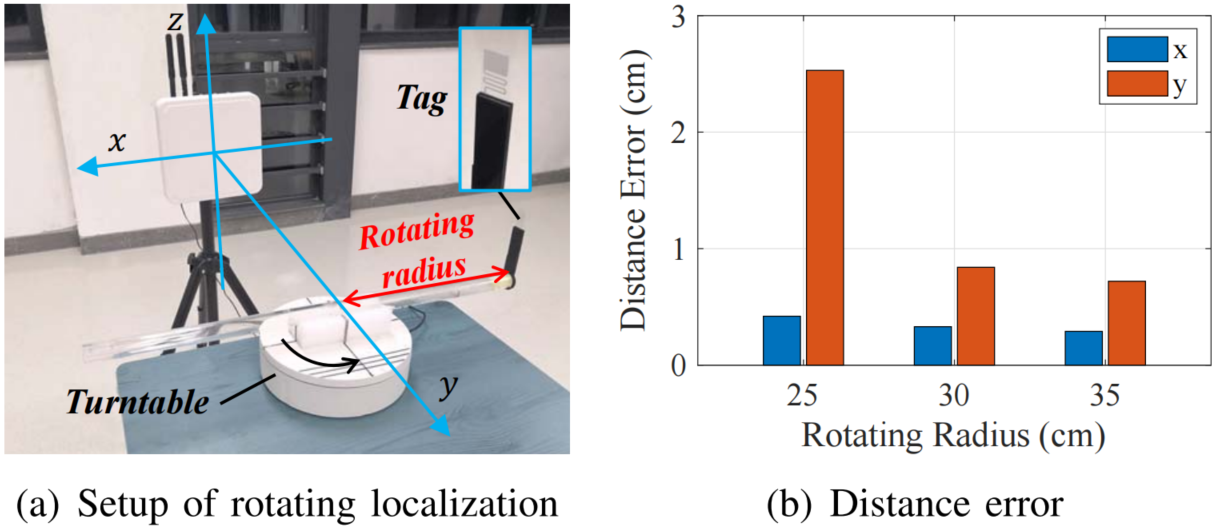 z
x
Tag
Rotating
radius
Turntable
y
(a) Setup of rotating localization
3
2
1
0
Distance Error (cm)
x
y
25 30 35
Rotating Radius (cm)
(b) Distance error